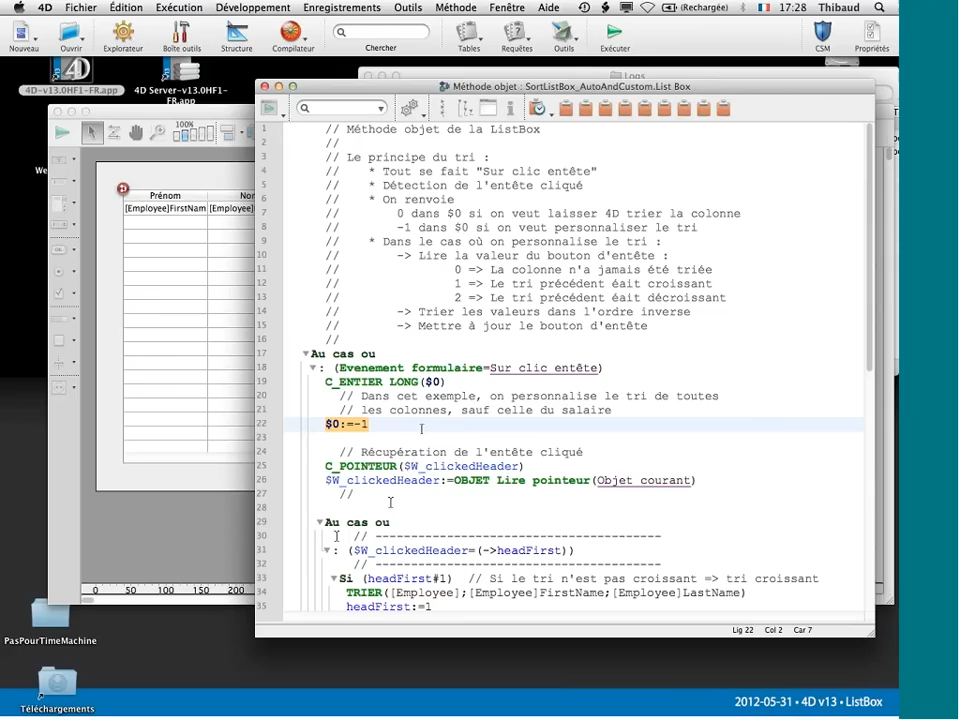 4D Fichier Édition Exécution Développement Enregistrements Outils Méthode Fenêtre Aide (Rechargée) 17:28 Thibaud
Nouveau Ouvrir Explorateur Boîte outils Structure Compilateur Chercher Tables Requêtes Outils Exécuter CSM Propriétés
4D-v13.0HF1-FR.app
4D Server-v13.0HF1-FR.app
Logs
Méthode objet : SortListBox_AutoAndCustom.List Box
100%
Prénom
[Employee]FirstNam [Employee]
0 50 100 150 200
1 // Méthode objet de la ListBox
2 //
3 // Le principe du tri :
4 // * Tout se fait "Sur clic entête"
5 // * Détection de l'entête cliqué
6 // * On renvoie
7 // 0 dans $0 si on veut laisser 4D trier la colonne
8 // -1 dans $0 si on veut personaliser le tri
9 // * Dans le cas où on personalise le tri :
10 // -> Lire la valeur du bouton d'entête :
11 // 0 => La colonne n'a jamais été triée
12 // 1 => Le tri précédent éait croissant
13 // 2 => Le tri précédent éait décroissant
14 // -> Trier les valeurs dans l'ordre inverse
15 // -> Mettre à jour le bouton d'entête
16 //
17 Au cas ou
18 : (Evenement formulaire=Sur clic entête)
19 C_ENTIER LONG($0)
20 // Dans cet exemple, on personalise le tri de toutes
21 // les colonnes, sauf celle du salaire
22 $0:=-1
23
24 // Récupération de l'entête cliqué
25 C_POINTEUR($W_clickedHeader)
26 $W_clickedHeader:=OBJET Lire pointeur(Objet courant)
27 //
28
29 Au cas ou
30 // ----------------------------------------
31 : ($W_clickedHeader=(->headFirst))
32 // ----------------------------------------
33 Si (headFirst#1) // Si le tri n'est pas croissant => tri croissant
34 TRIER([Employee];[Employee]FirstName;[Employee]LastName)
35 headFirst:=1
Lig 22 Col 2 Car 7
PasPourTimeMachine
Téléchargements
2012-05-31 • 4D v13 • ListBox